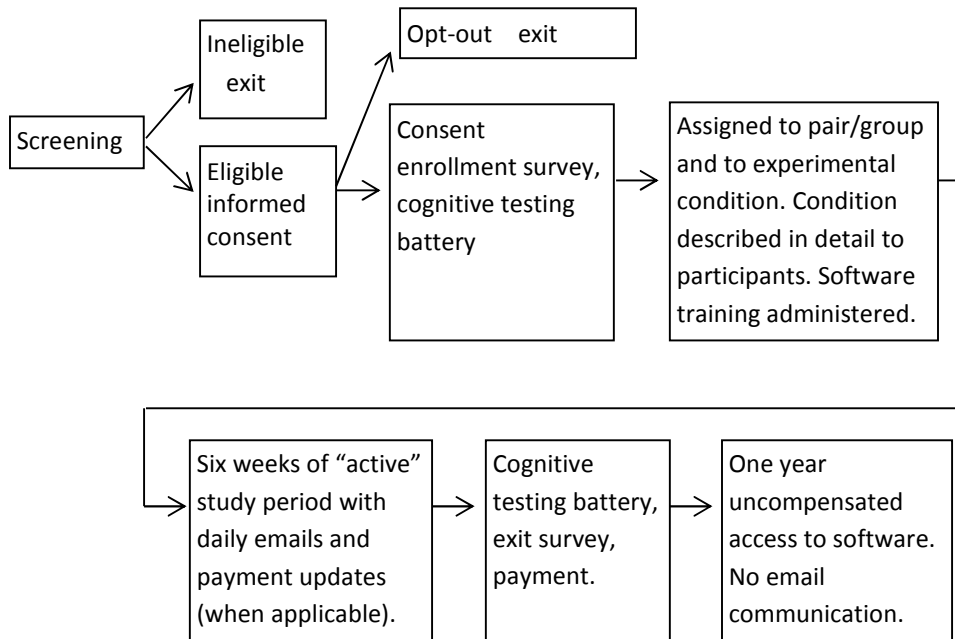 Screening
Ineligible
exit
Eligible
informed
consent
Opt-out exit
Consent
enrollment survey,
cognitive testing
battery
Assigned to pair/group
and to experimental
condition. Condition
described in detail to
participants. Software
training administered.
Six weeks of “active”
study period with
daily emails and
payment updates
(when applicable).
Cognitive
testing battery,
exit survey,
payment.
One year
uncompensated
access to software.
No email
communication.